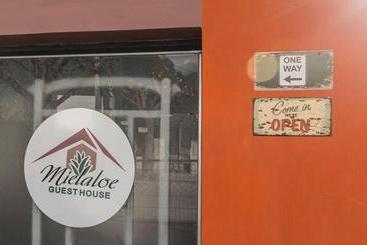 Midaloe
GUEST HOUSE
ONE
WAY
Come in
WE'RE
OPEN